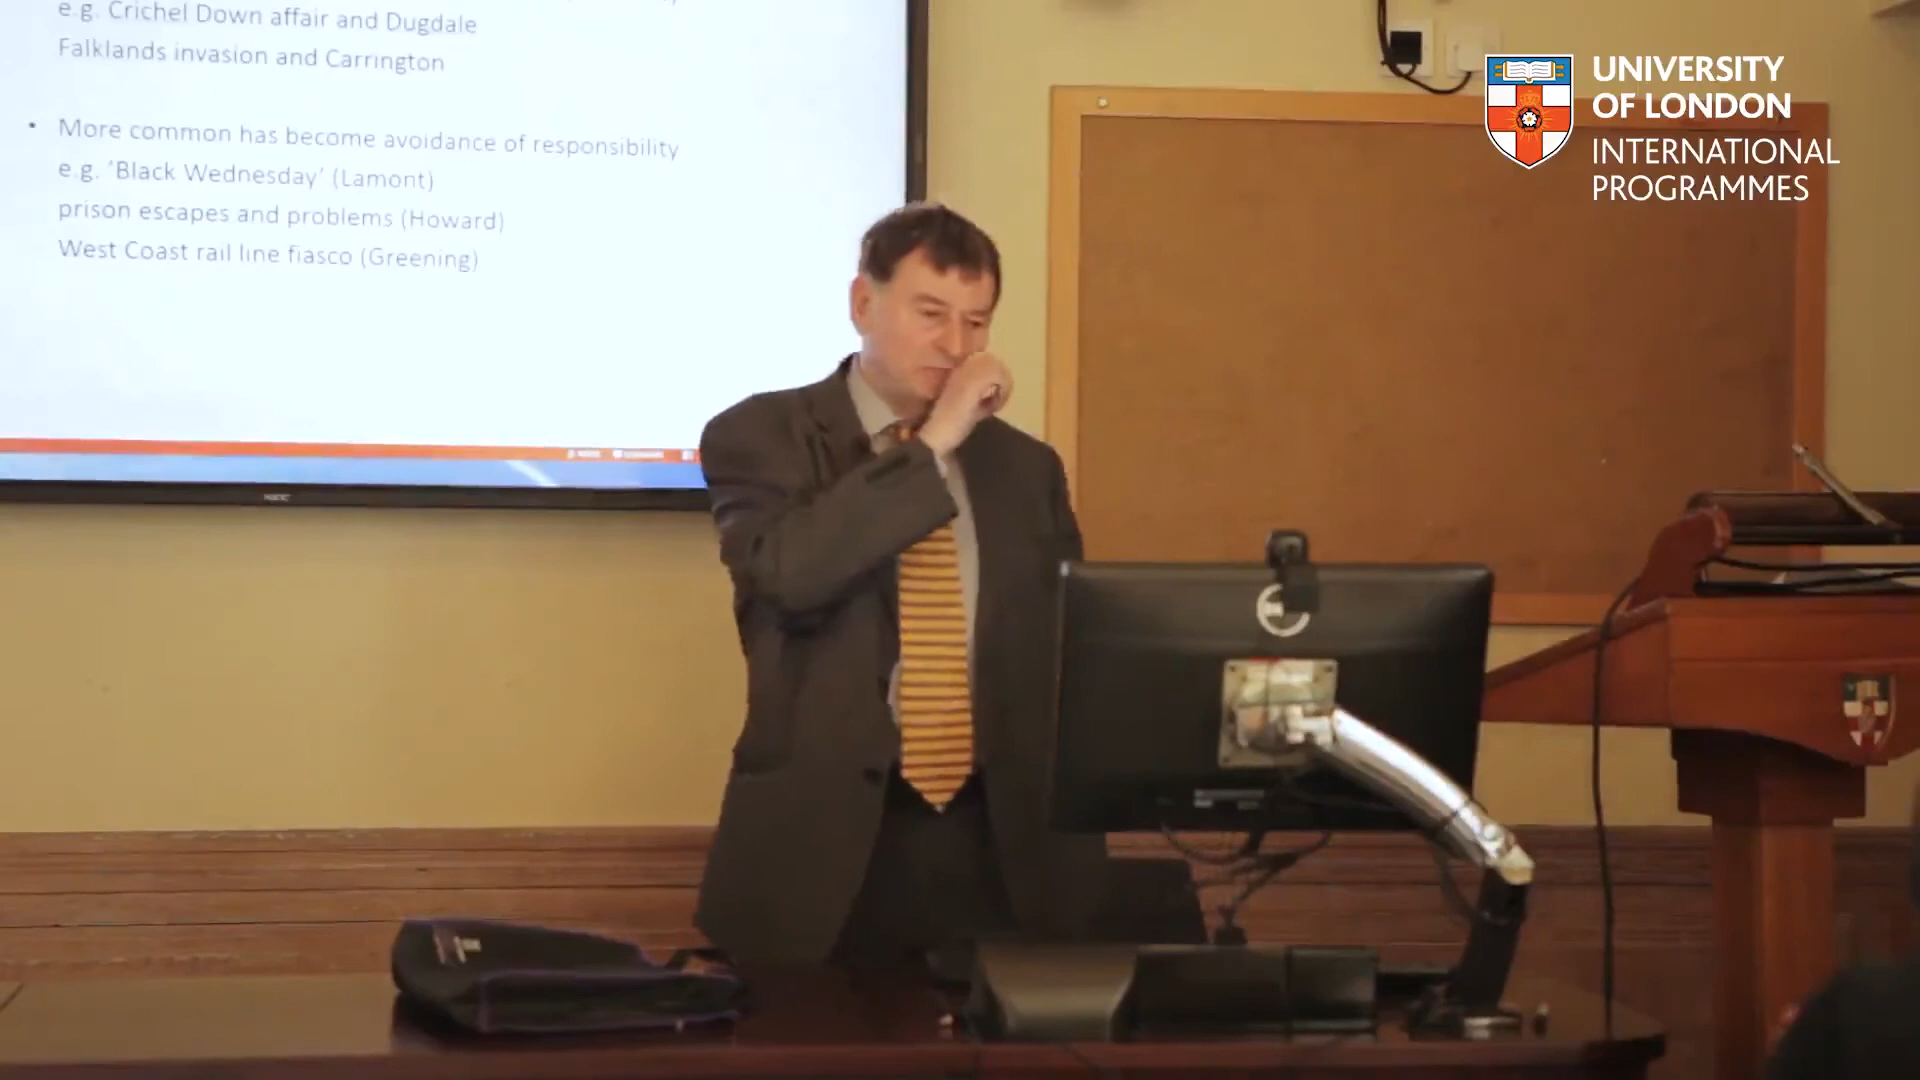 e.g. Crichel Down affair and Dugdale
Falklands invasion and Carrington
• More common has become avoidance of responsibility
e.g. 'Black Wednesday' (Lamont)
prison escapes and problems (Howard)
West Coast rail line fiasco (Greening)
UNIVERSITY
OF LONDON
INTERNATIONAL
PROGRAMMES